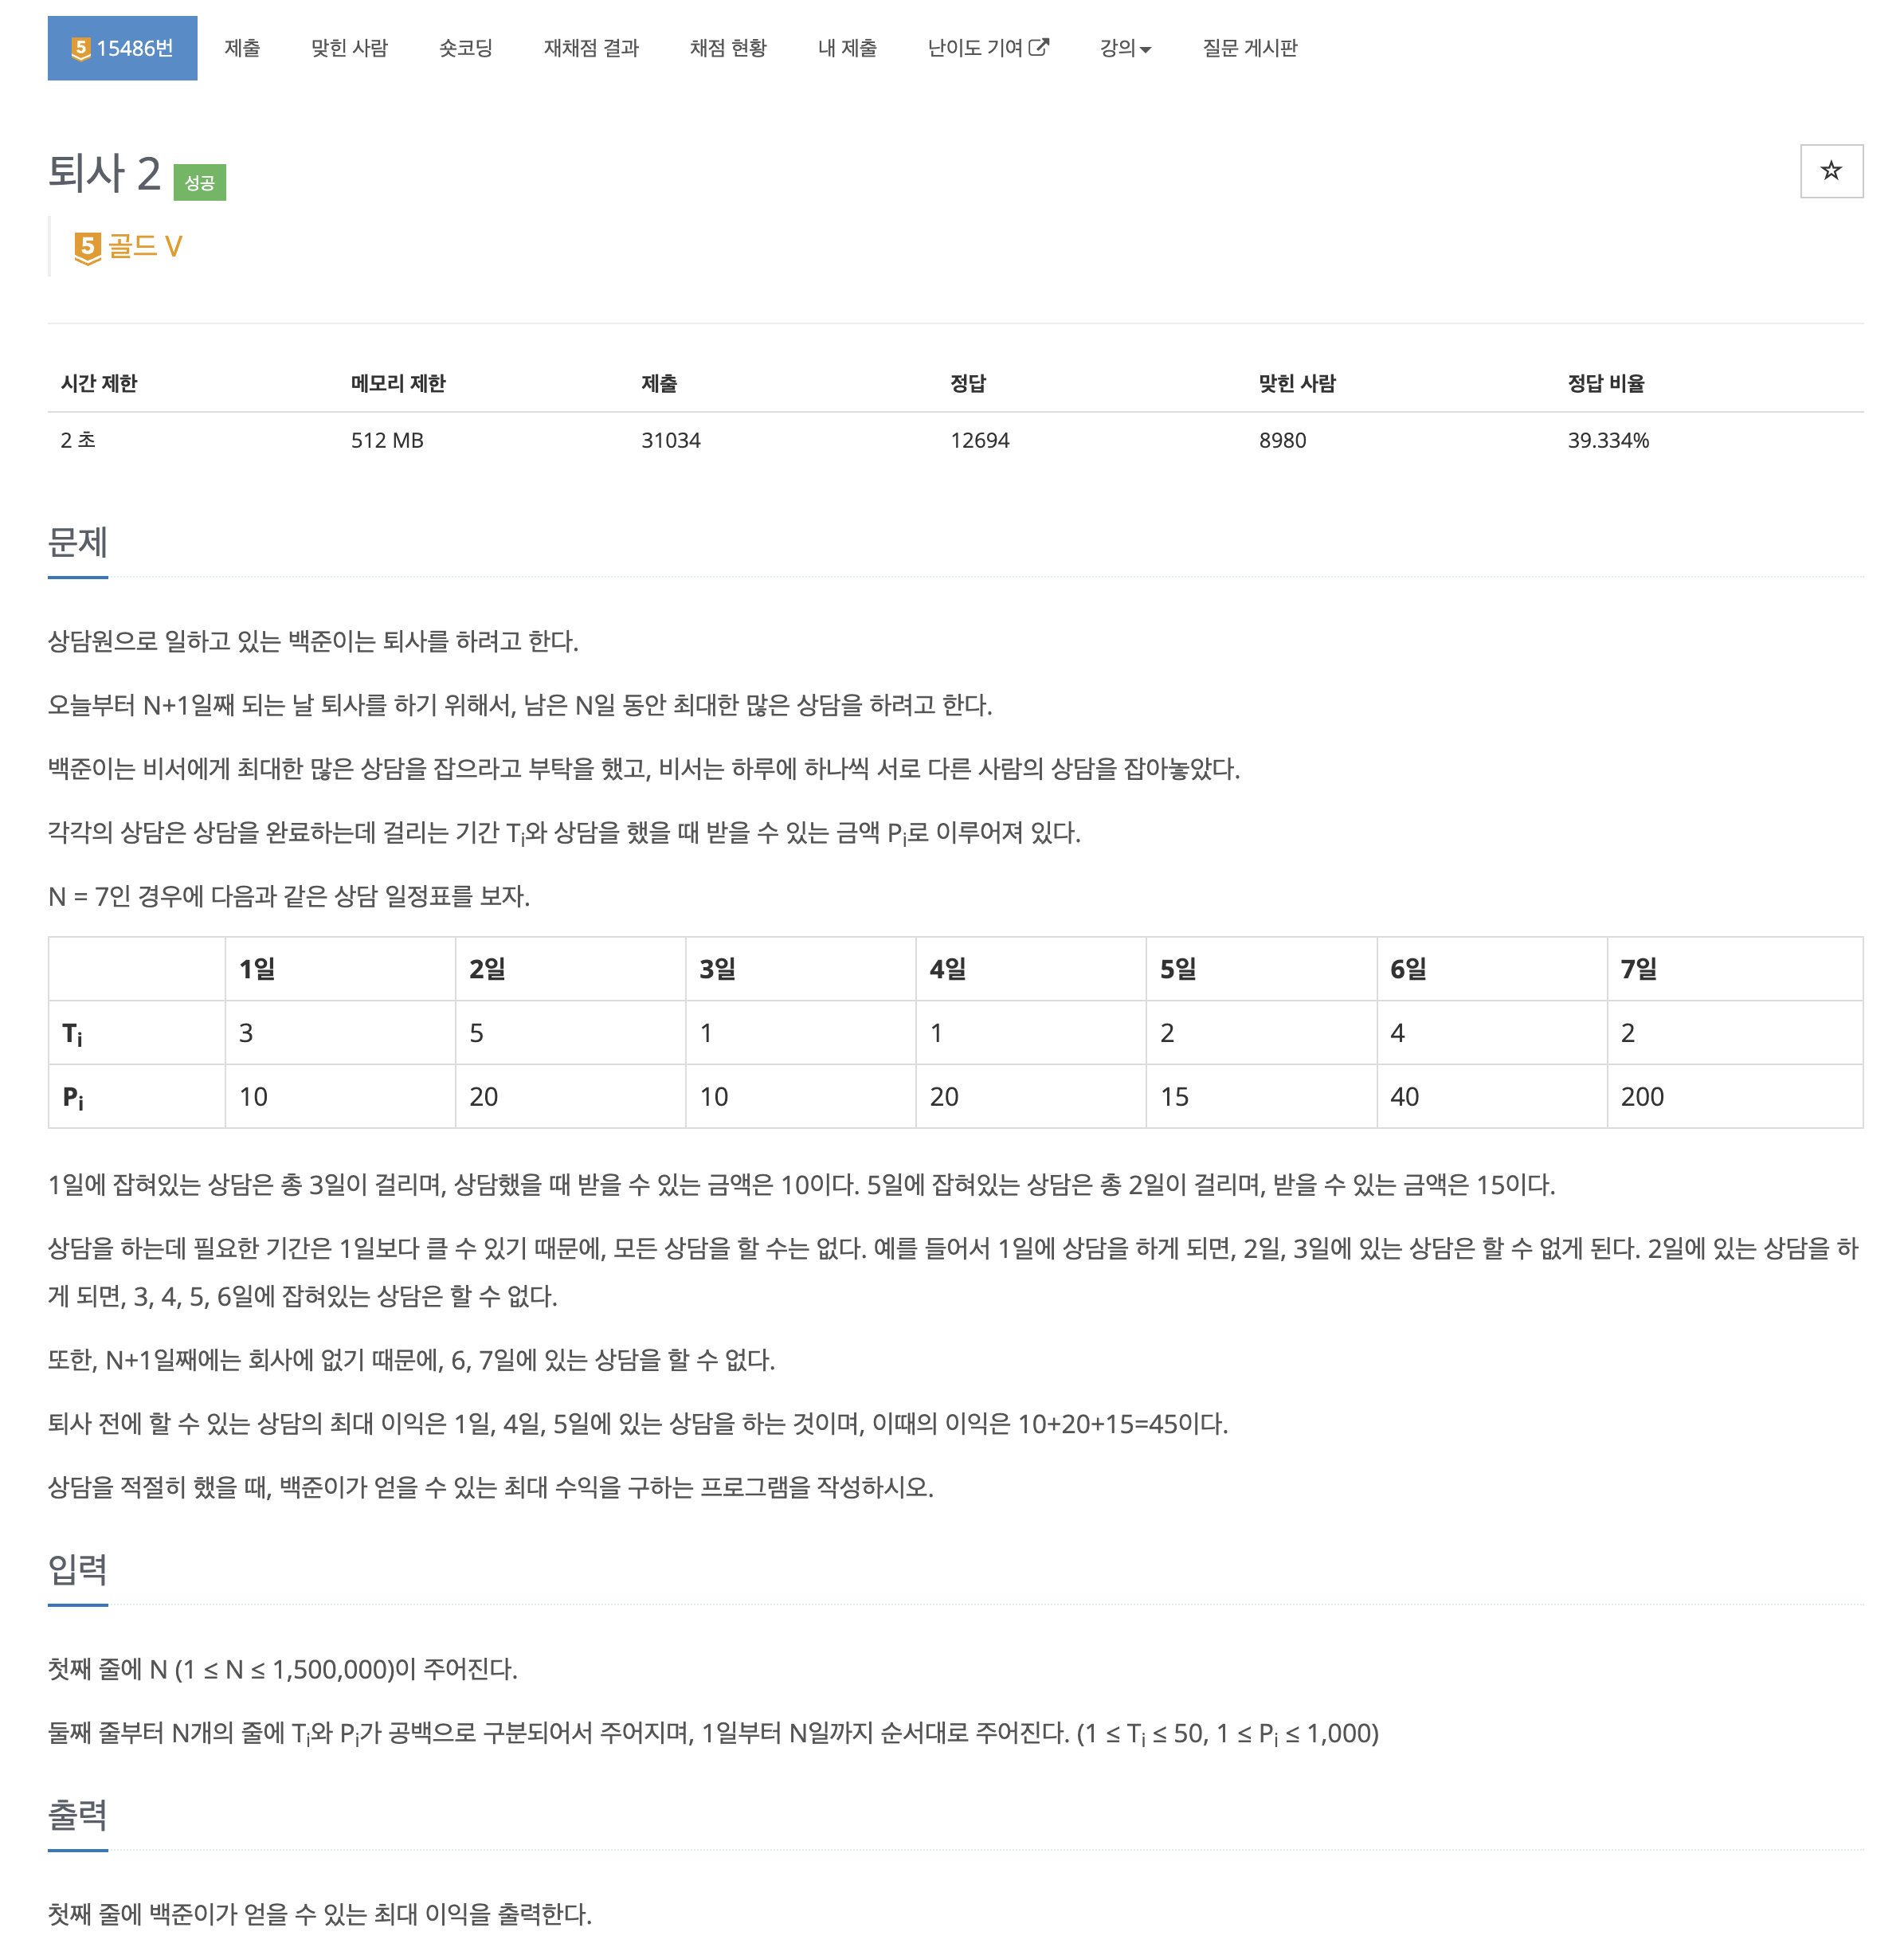 5 15486번 제출 맞힌 사람 숏코딩 재채점 결과 채점 현황 내 제출 난이도 기여 강의 질문 게시판
퇴사 2 성공
5 골드 V
시간 제한 메모리 제한 제출 정답 맞힌 사람 정답 비율
2 초 512 MB 31034 12694 8980 39.334%
문제
상담원으로 일하고 있는 백준이는 퇴사를 하려고 한다.
오늘부터 N+1일째 되는 날 퇴사를 하기 위해서, 남은 N일 동안 최대한 많은 상담을 하려고 한다.
백준이는 비서에게 최대한 많은 상담을 잡으라고 부탁을 했고, 비서는 하루에 하나씩 서로 다른 사람의 상담을 잡아놓았다.
각각의 상담은 상담을 완료하는데 걸리는 기간 Ti와 상담을 했을 때 받을 수 있는 금액 Pi로 이루어져 있다.
N = 7인 경우에 다음과 같은 상담 일정표를 보자.
1일 2일 3일 4일 5일 6일 7일
Ti 3 5 1 1 2 4 2
Pi 10 20 10 20 15 40 200
1일에 잡혀있는 상담은 총 3일이 걸리며, 상담했을 때 받을 수 있는 금액은 10이다. 5일에 잡혀있는 상담은 총 2일이 걸리며, 받을 수 있는 금액은 15이다.
상담을 하는데 필요한 기간은 1일보다 클 수 있기 때문에, 모든 상담을 할 수는 없다. 예를 들어서 1일에 상담을 하게 되면, 2일, 3일에 있는 상담은 할 수 없게 된다. 2일에 있는 상담을 하
게 되면, 3, 4, 5, 6일에 잡혀있는 상담은 할 수 없다.
또한, N+1일째에는 회사에 없기 때문에, 6, 7일에 있는 상담을 할 수 없다.
퇴사 전에 할 수 있는 상담의 최대 이익은 1일, 4일, 5일에 있는 상담을 하는 것이며, 이때의 이익은 10+20+15=45이다.
상담을 적절히 했을 때, 백준이가 얻을 수 있는 최대 수익을 구하는 프로그램을 작성하시오.
입력
첫째 줄에 N (1 ≤ N ≤ 1,500,000)이 주어진다.
둘째 줄부터 N개의 줄에 Ti와 Pi가 공백으로 구분되어서 주어지며, 1일부터 N일까지 순서대로 주어진다. (1 ≤ Ti ≤ 50, 1 ≤ Pi ≤ 1,000)
출력
첫째 줄에 백준이가 얻을 수 있는 최대 이익을 출력한다.